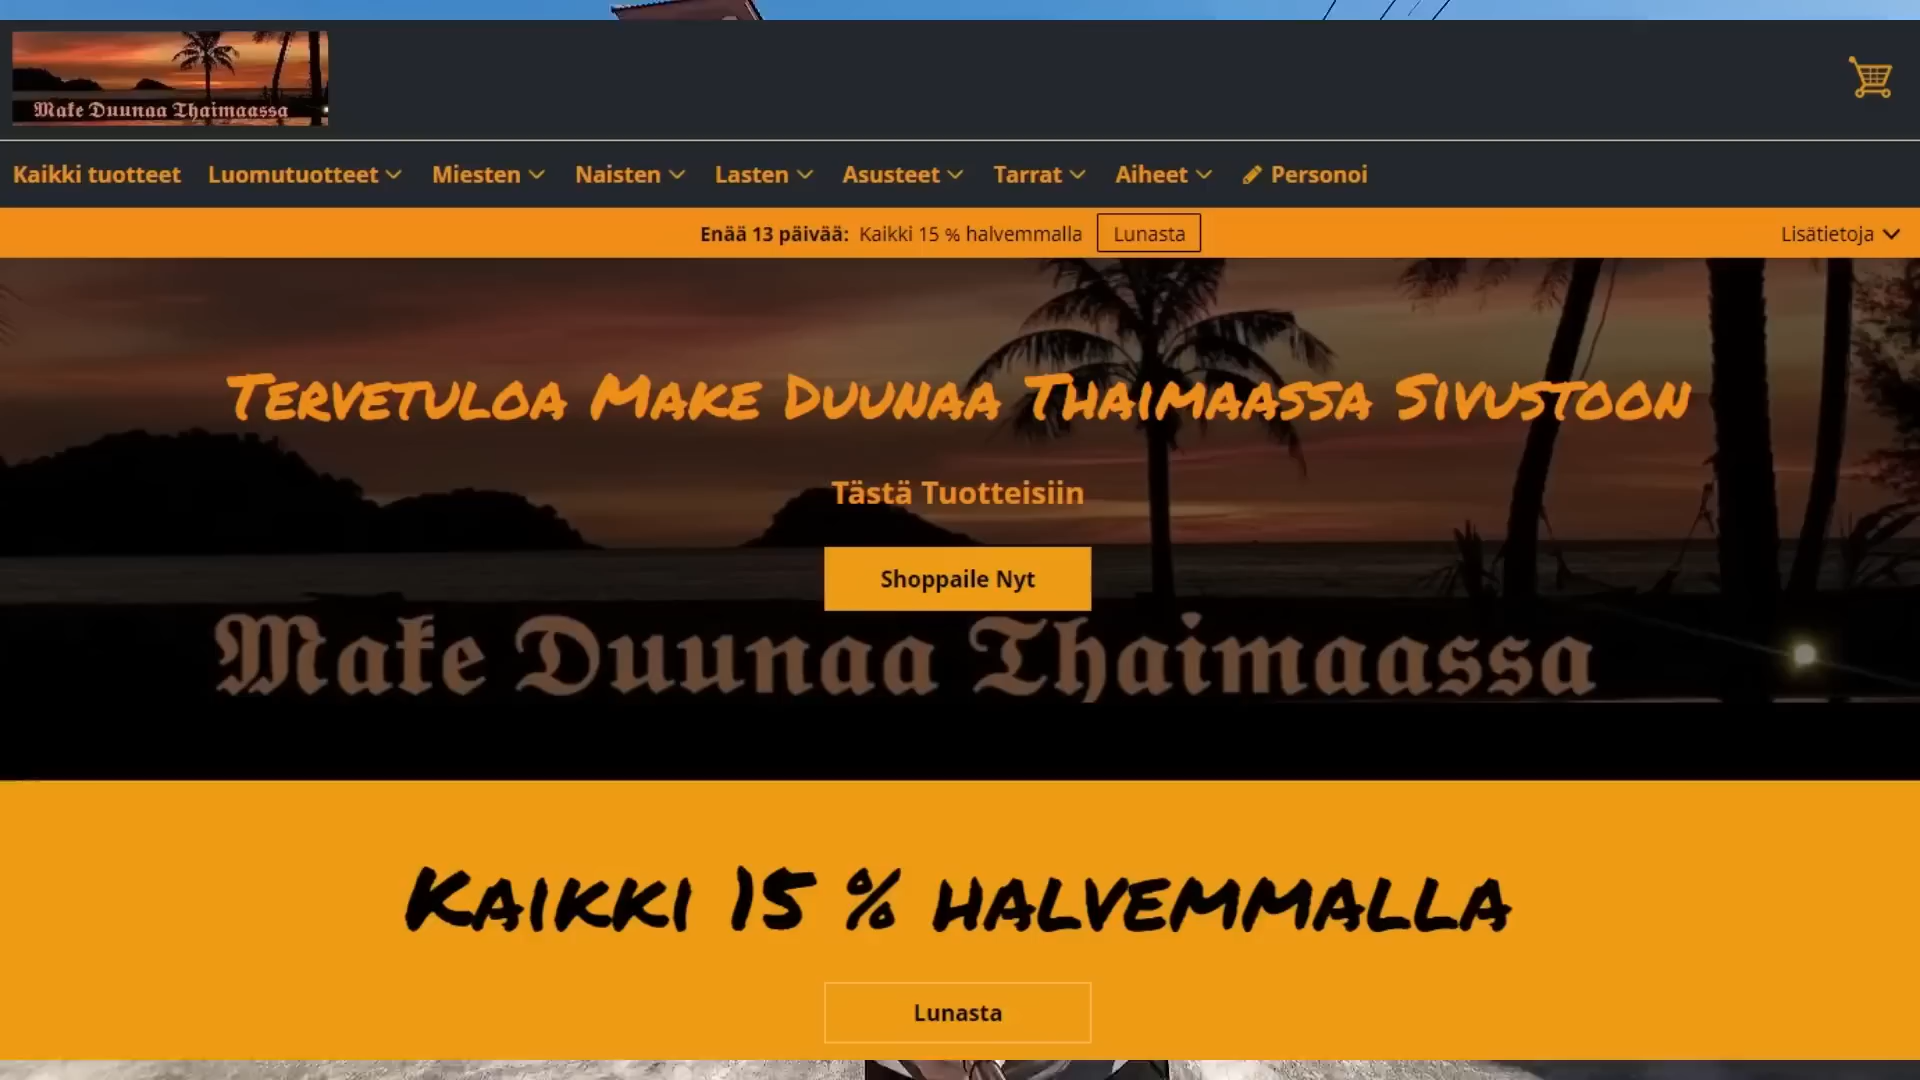 Make Duunaa Thaimaassa
Kaikki tuotteet Luomutuotteet Miesten Naisten Lasten Asusteet Tarrat Aiheet Personoi
Enää 13 päivää: Kaikki 15 % halvemmalla Lunasta Lisätietoja
Tervetuloa Make Duunaa Thaimaassa Sivustoon
Tästä Tuotteisiin
Shoppaile Nyt
Make Duunaa Thaimaassa
Kaikki 15 % halvemmalla
Lunasta